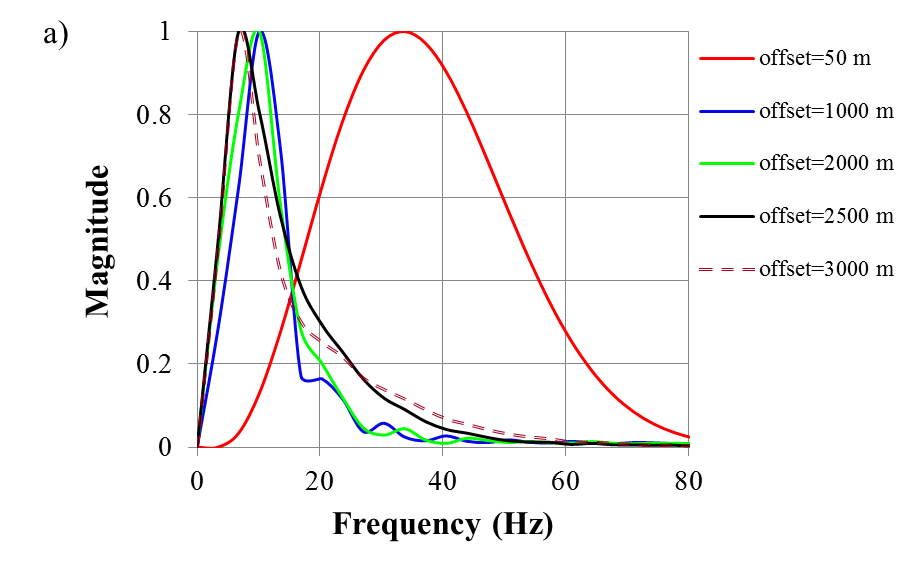 a)
1
0.8
0.6
0.4
0.2
0
Magnitude
0 20 40 60 80
Frequency (Hz)
offset=50 m
offset=1000 m
offset=2000 m
offset=2500 m
offset=3000 m